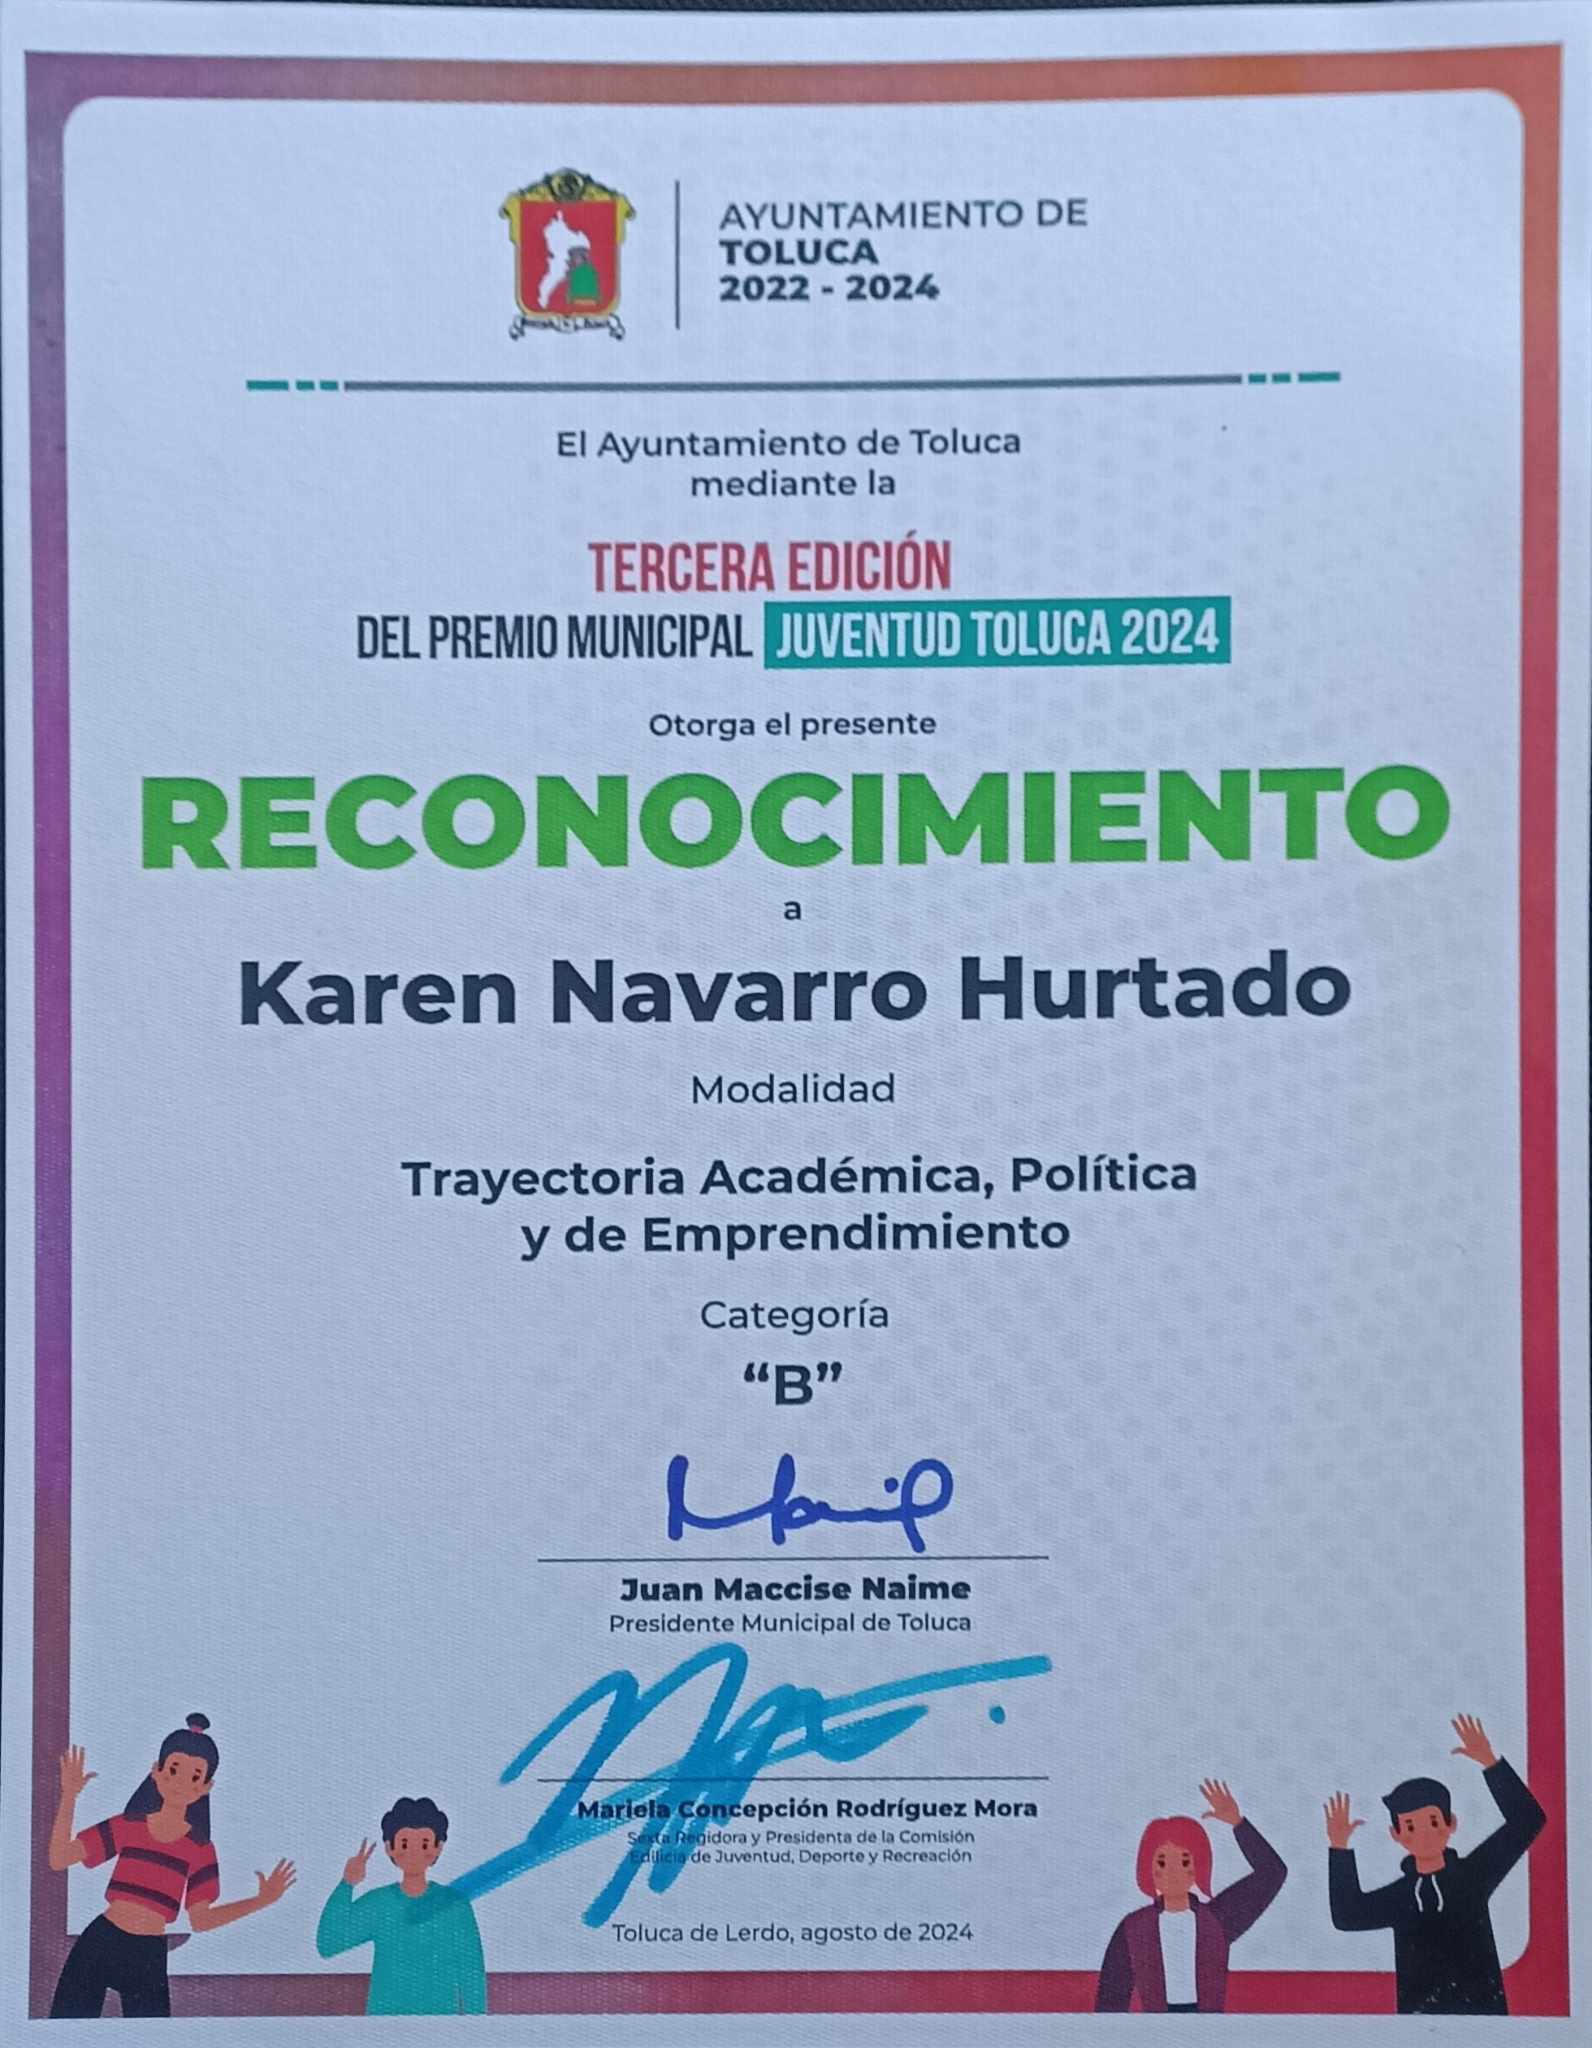 AYUNTAMIENTO DE
TOLUCA
2022 - 2024
El Ayuntamiento de Toluca
mediante la
TERCERA EDICIÓN
DEL PREMIO MUNICIPAL JUVENTUD TOLUCA 2024
Otorga el presente
RECONOCIMIENTO
a
Karen Navarro Hurtado
Modalidad
Trayectoria Académica, Política
y de Emprendimiento
Categoría
“B”
Juan Maccise Naime
Presidente Municipal de Toluca
Mariela Concepción Rodríguez Mora
Sexta Regidora y Presidenta de la Comisión
Edilicia de Juventud, Deporte y Recreación
Toluca de Lerdo, agosto de 2024